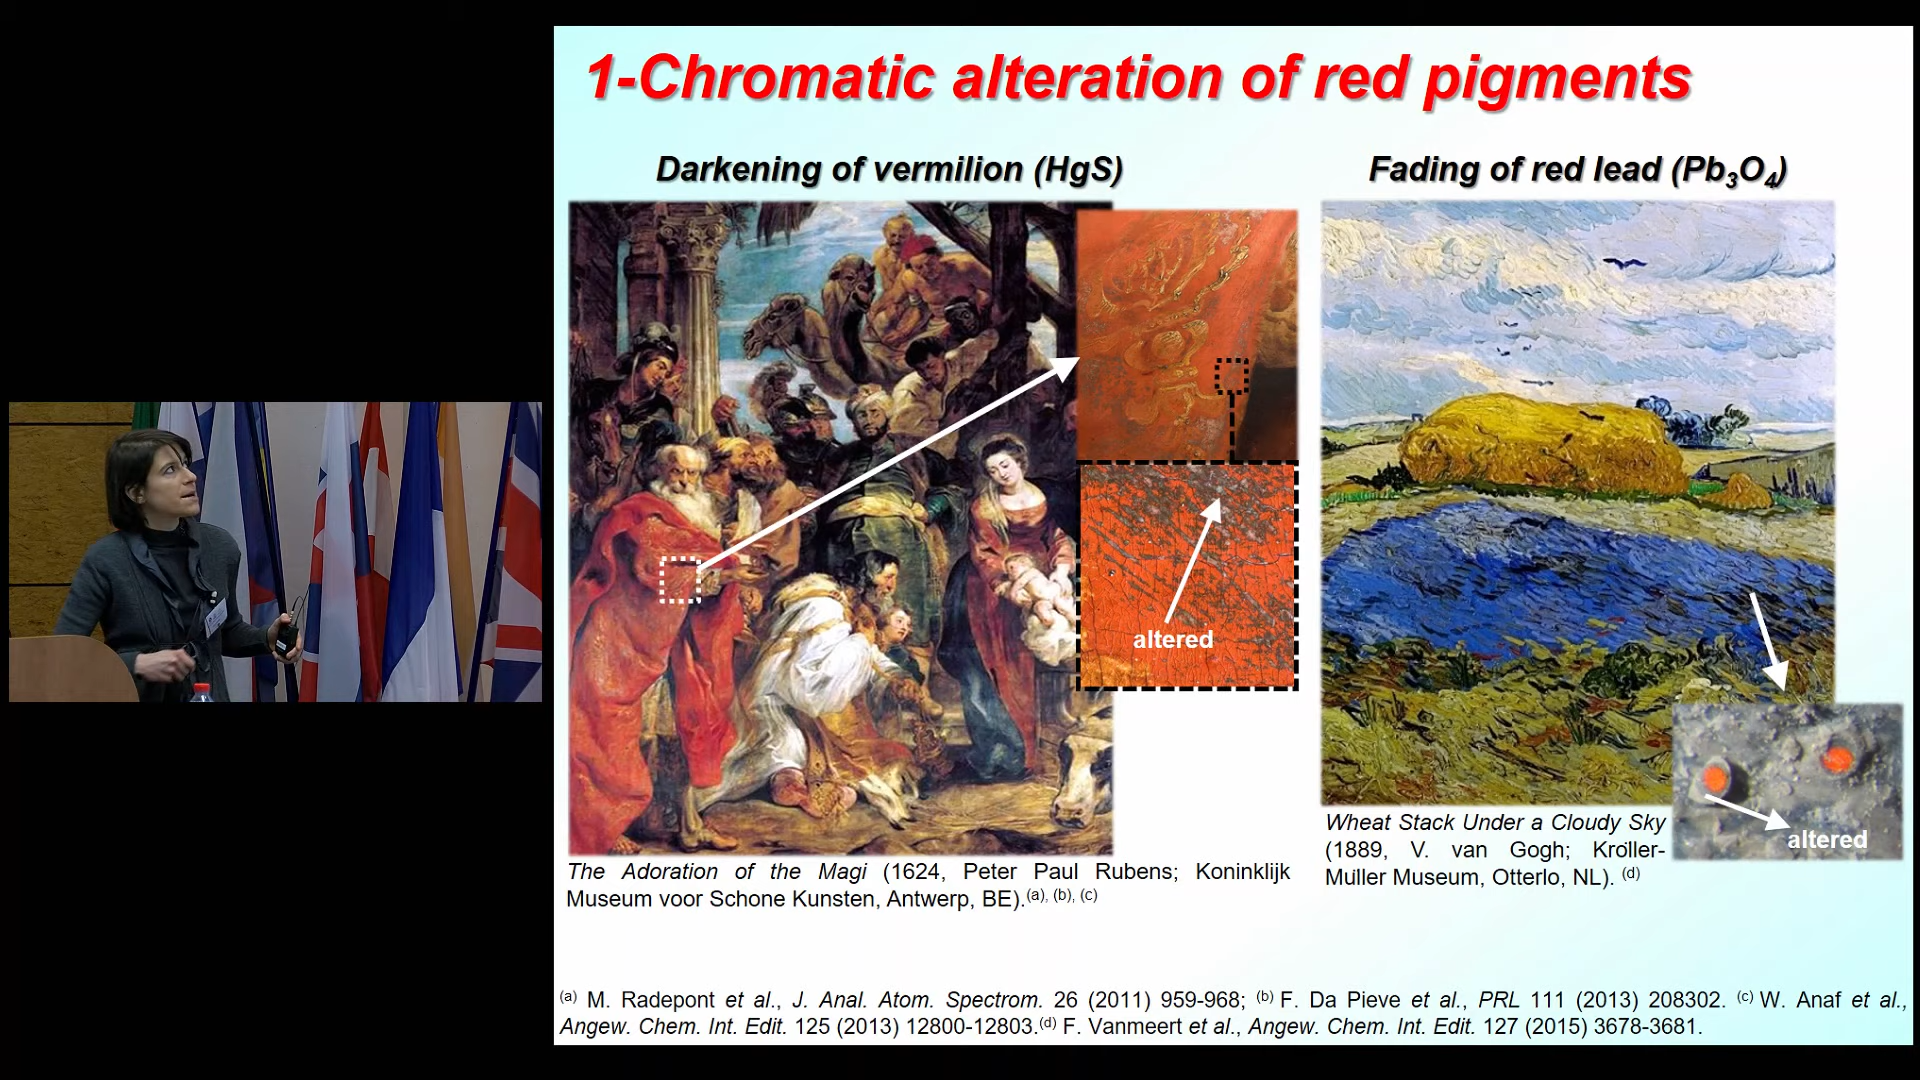 1-Chromatic alteration of red pigments
Darkening of vermilion (HgS)
Fading of red lead (Pb3O4)
altered
altered
The Adoration of the Magi (1624, Peter Paul Rubens; Koninklijk
Museum voor Schone Kunsten, Antwerp, BE).(a), (b), (c)
Wheat Stack Under a Cloudy Sky
(1889, V. van Gogh; Kroller-
Muller Museum, Otterlo, NL). (d)
(a) M. Radepont et al., J. Anal. Atom. Spectrom. 26 (2011) 959-968; (b) F. Da Pieve et al., PRL 111 (2013) 208302. (c) W. Anaf et al.,
Angew. Chem. Int. Edit. 125 (2013) 12800-12803.(d) F. Vanmeert et al., Angew. Chem. Int. Edit. 127 (2015) 3678-3681.